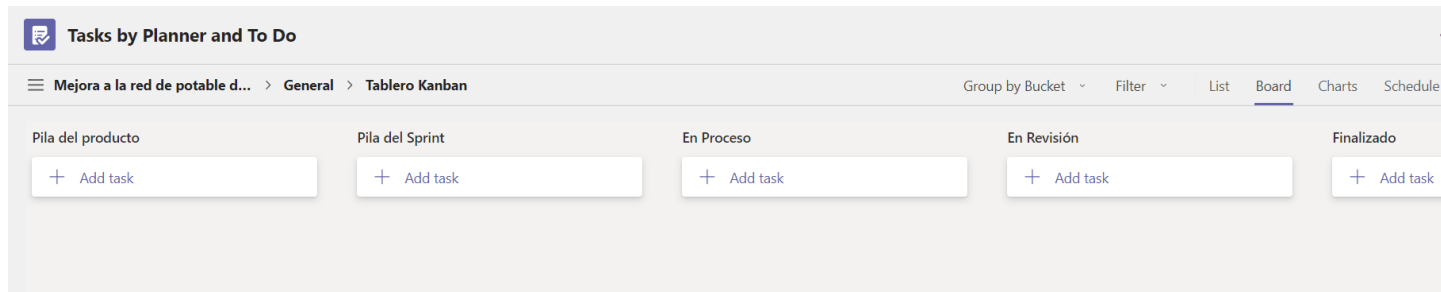 Tasks by Planner and To Do
Mejora a la red de potable d... > General > Tablero Kanban
Group by Bucket Filter List Board Charts Schedule
Pila del producto Pila del Sprint En Proceso En Revisión Finalizado
+ Add task + Add task + Add task + Add task + Add task